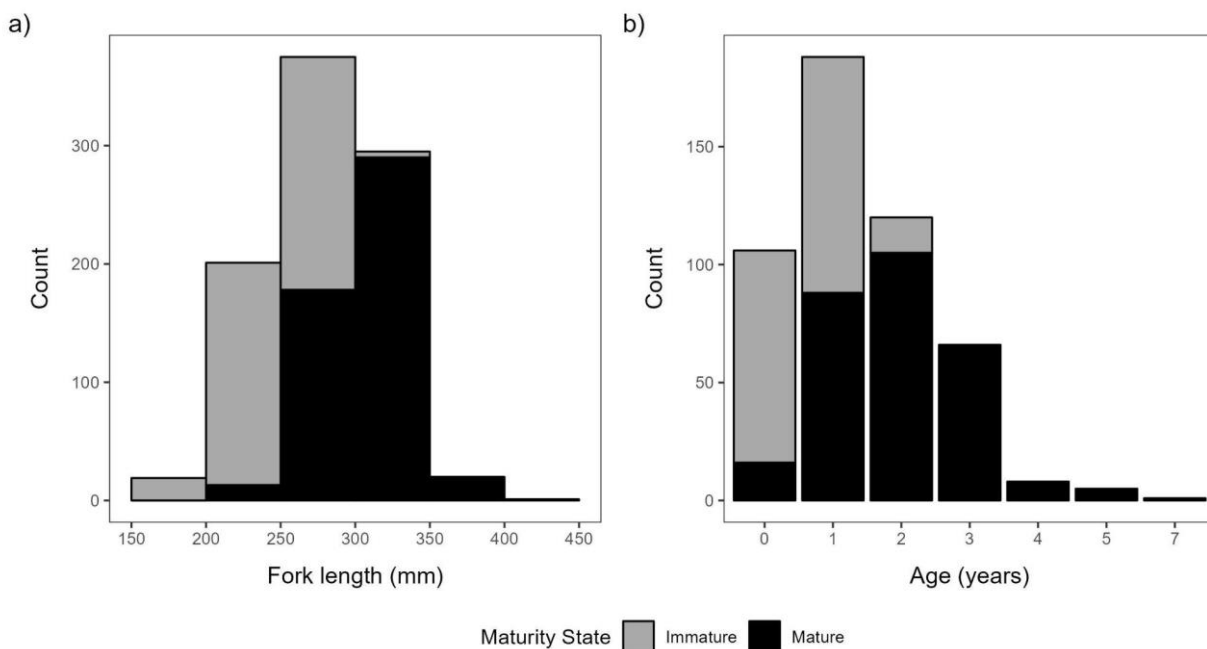 a)
Count
300
200
100
0
150 200 250 300 350 400 450
Fork length (mm)
b)
Count
150
100
50
0
0 1 2 3 4 5 7
Age (years)
Maturity State Immature Mature